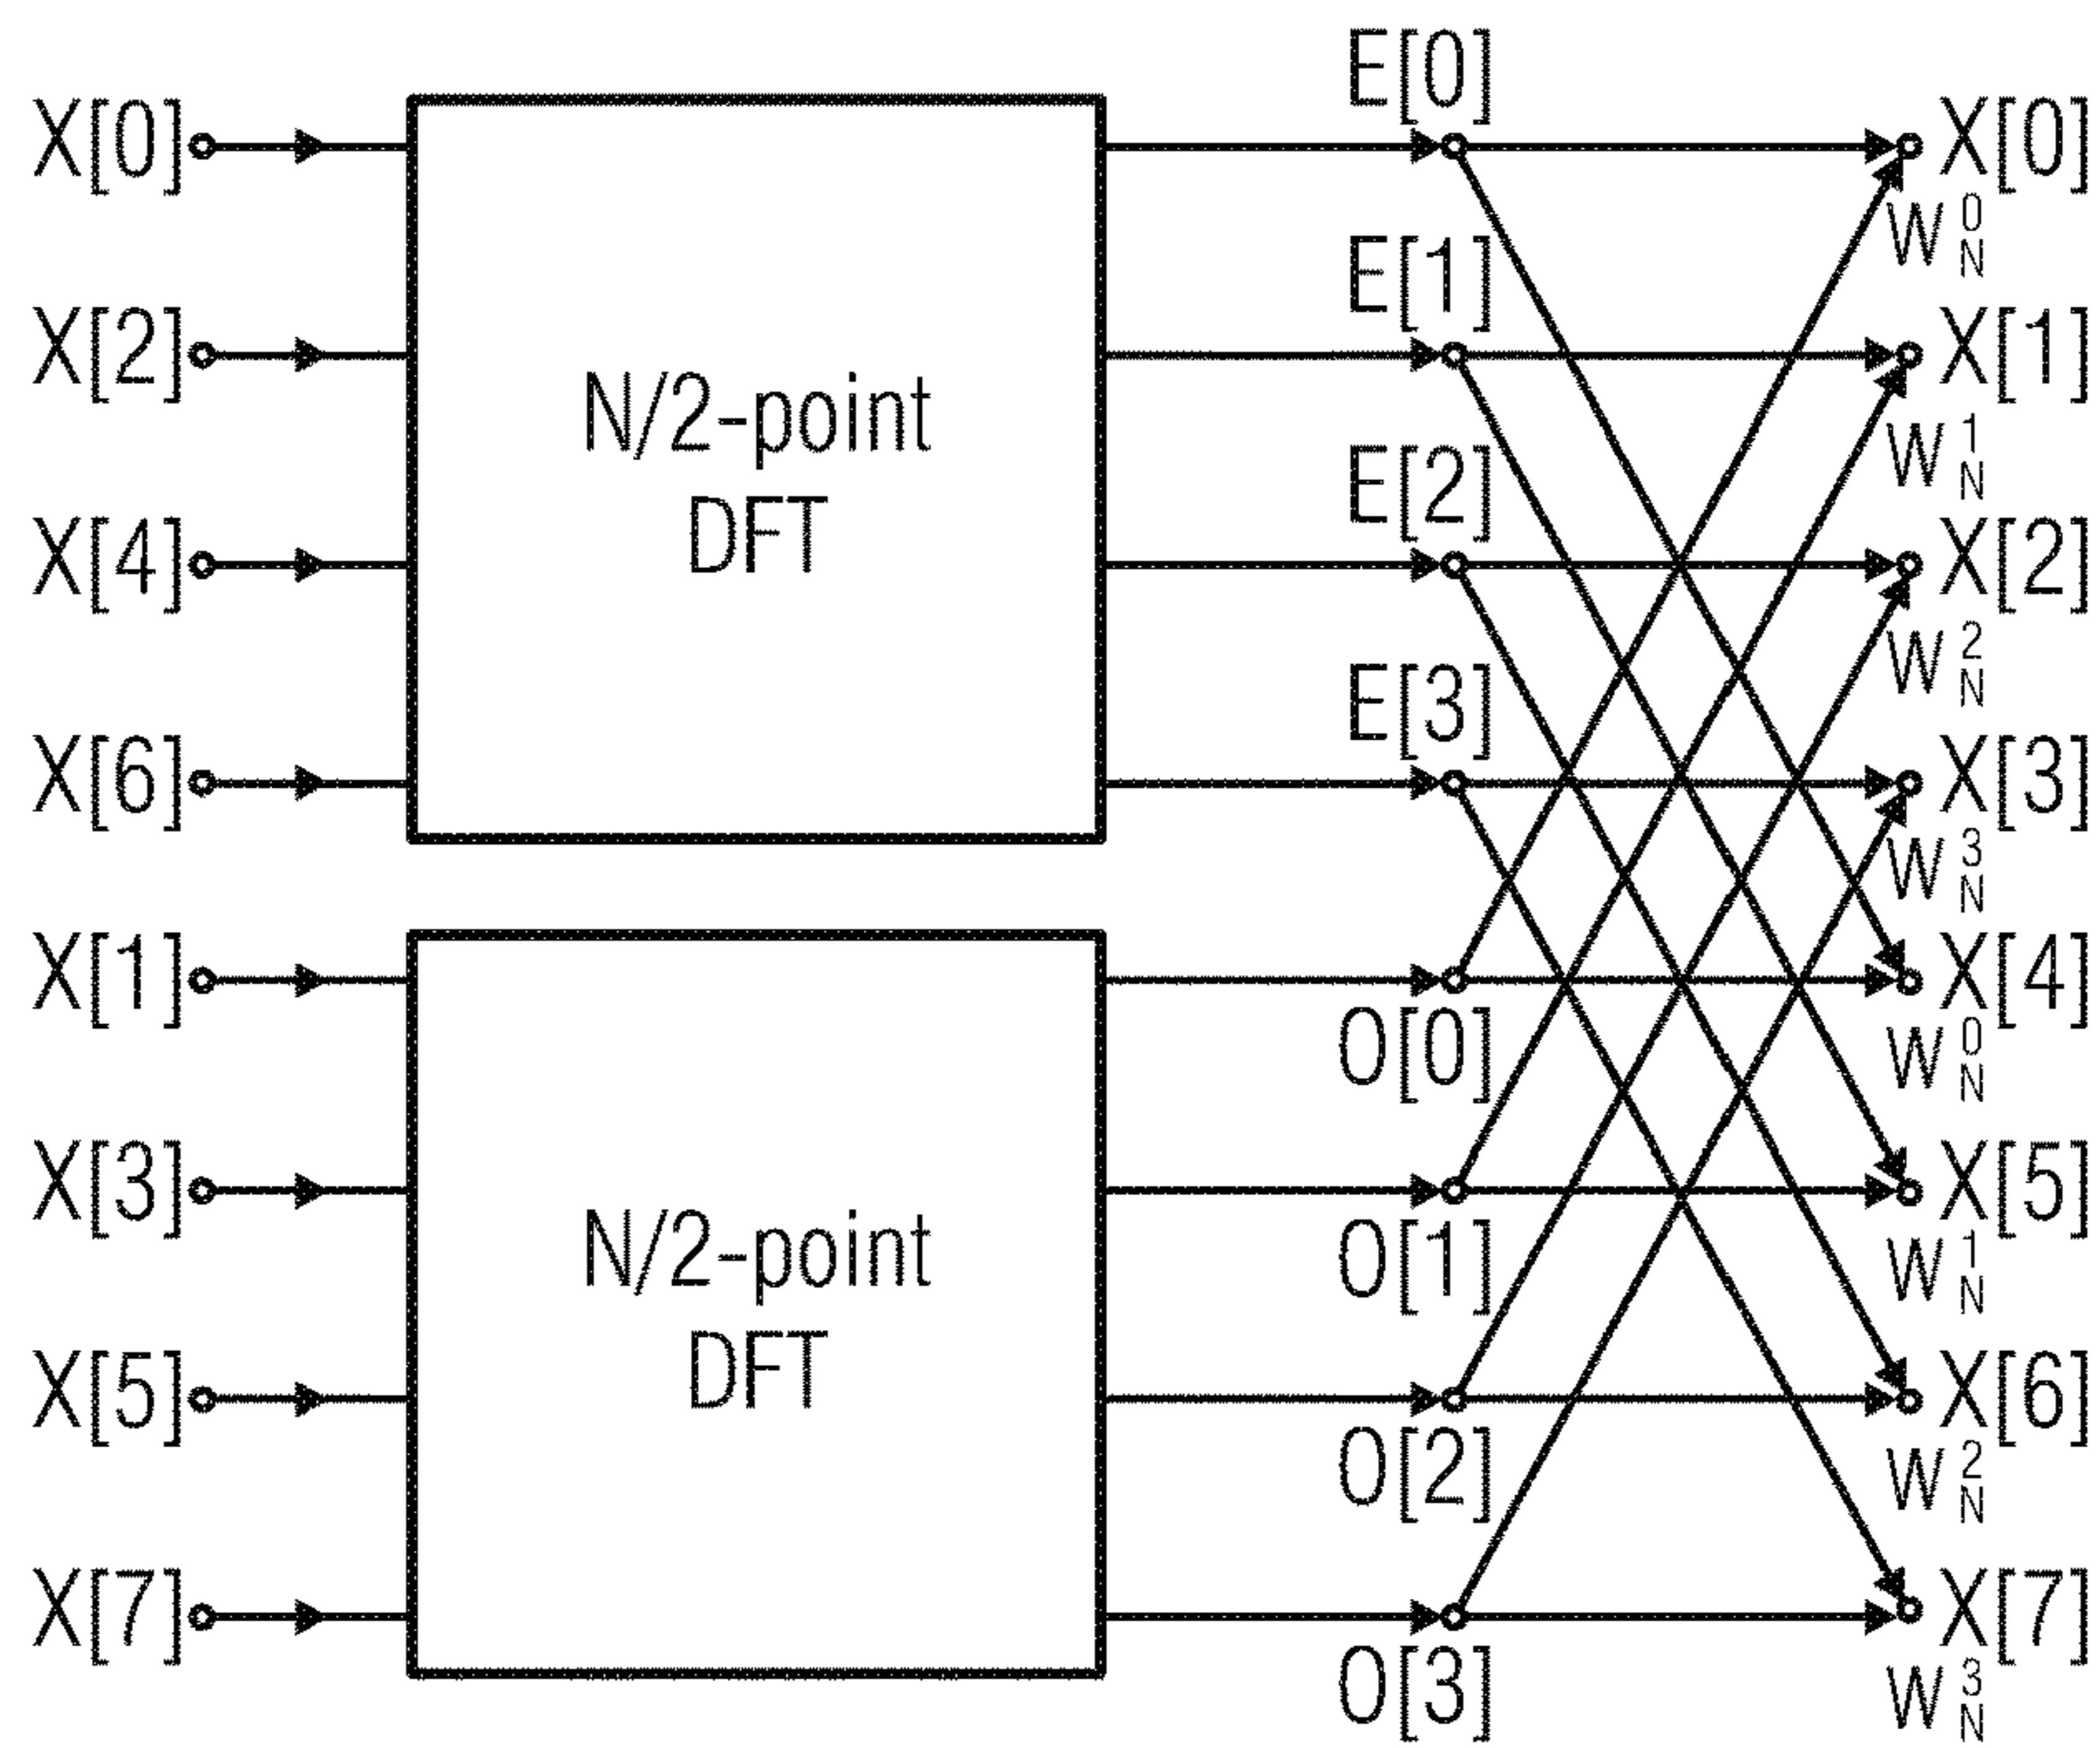 E[0]
X[0]
X[0]
W 0 N
E[1]
X[2]
X[1]
N/2-point
DFT
W 1 N
E[2]
X[4]
X[2]
W 2 N
E[3]
X[6]
X[3]
W 3 N
X[1]
X[4]
O[0]
W 0 N
X[3]
X[5]
N/2-point
DFT
O[1]
W 1 N
X[5]
X[6]
O[2]
W 2 N
X[7]
X[7]
O[3]
W 3 N